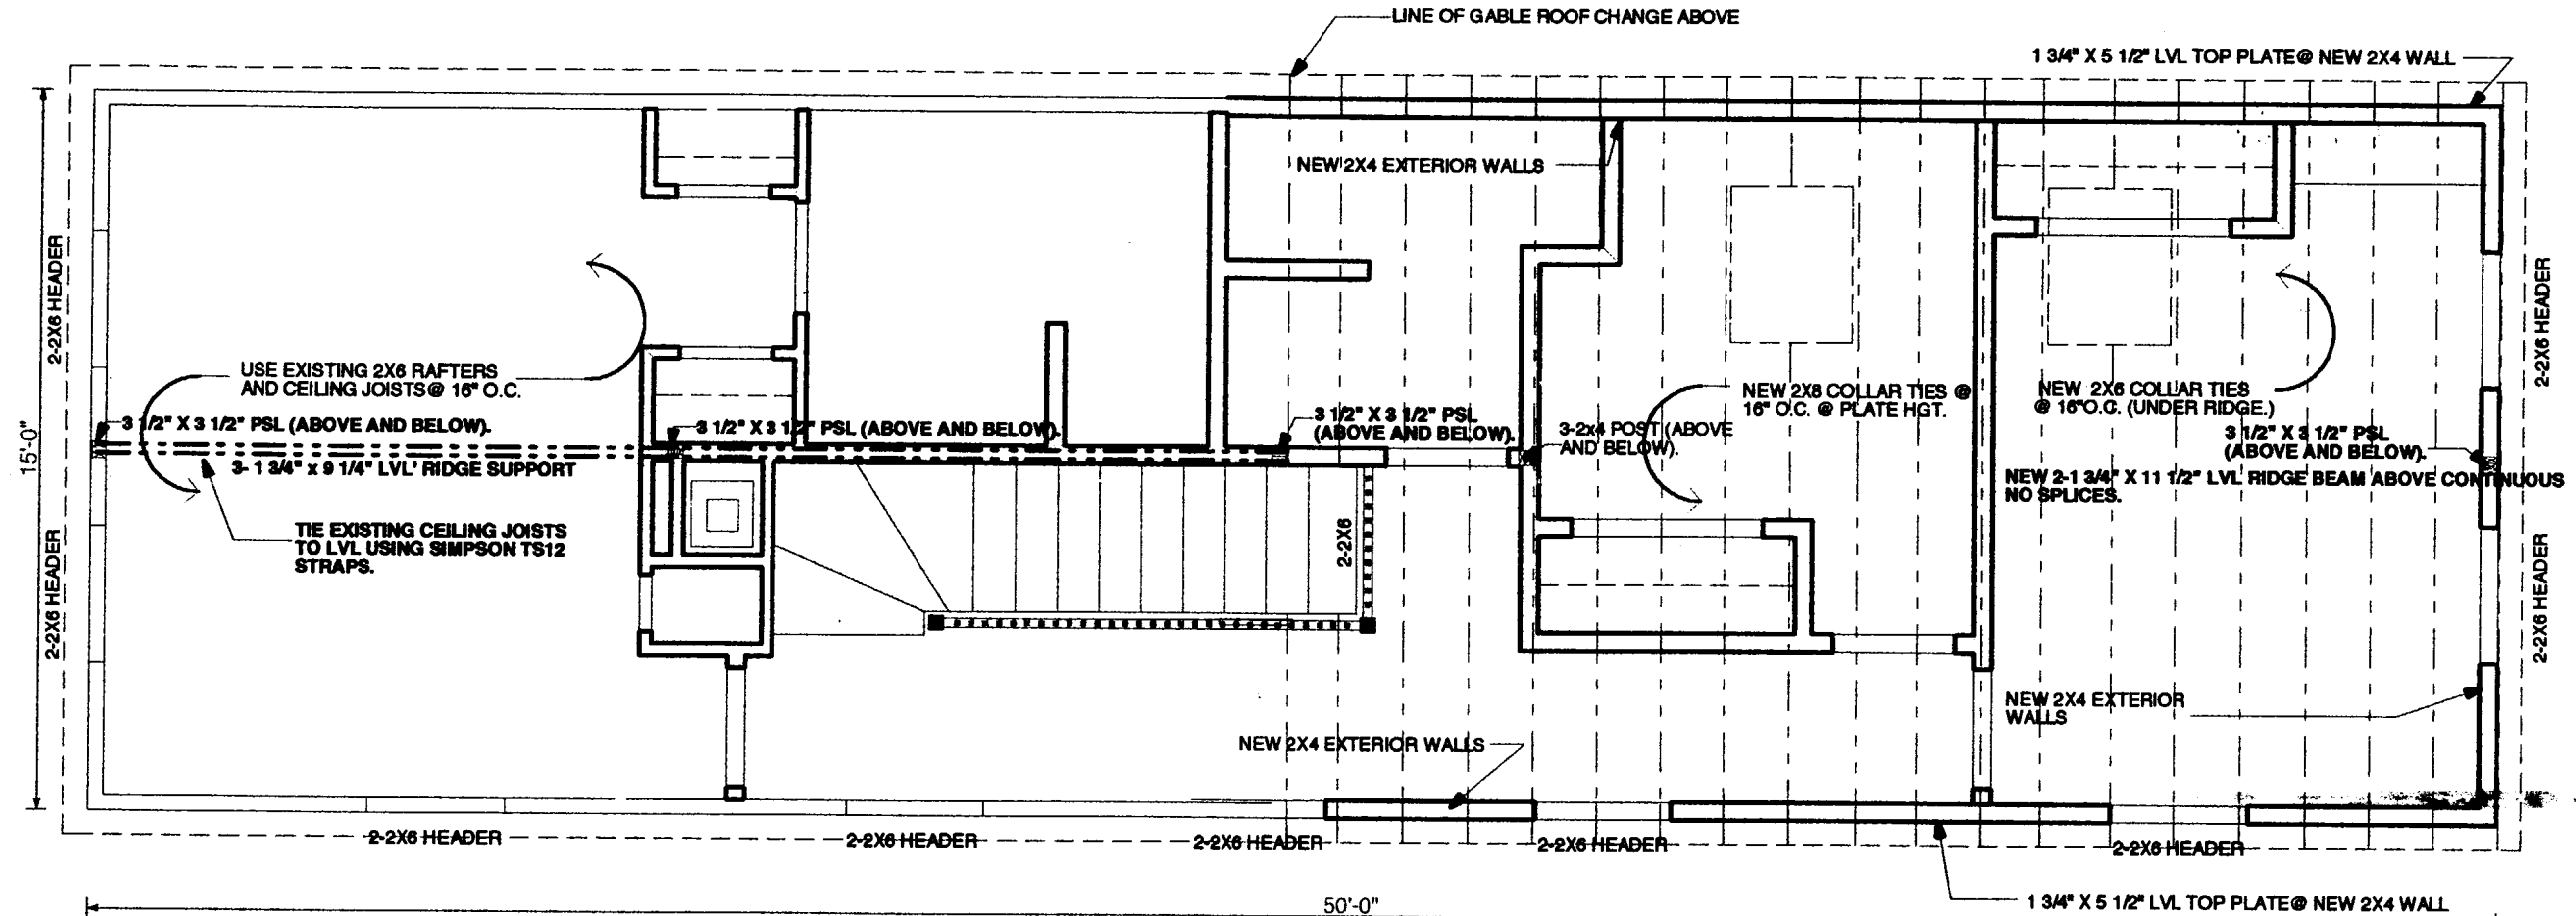 LINE OF GABLE ROOF CHANGE ABOVE
1 3/4" X 5 1/2" LVL TOP PLATE@ NEW 2X4 WALL
NEW 2X4 EXTERIOR WALLS
2-2X6 HEADER
15'-0"
2-2X6 HEADER
USE EXISTING 2X6 RAFTERS
AND CEILING JOISTS@ 16" O.C.
3 1/2" X 3 1/2" PSL (ABOVE AND BELOW).
3- 1 3/4" x 9 1/4" LVL' RIDGE SUPPORT
TIE EXISTING CEILING JOISTS
TO LVL USING SIMPSON TS12
STRAPS.
3 1/2" X 3 1/2" PSL (ABOVE AND BELOW).
3 1/2" X 3 1/2" PSL
(ABOVE AND BELOW).
2-2X6
3-2x4 POST (ABOVE
AND BELOW).
NEW 2X6 COLLAR TIES @
16" O.C. @ PLATE HGT.
NEW 2X6 COLLAR TIES
@ 16"O.C. (UNDER RIDGE.)
3 1/2" X 3 1/2" PSL
(ABOVE AND BELOW).
NEW 2-1 3/4" X 11 1/2" LVL RIDGE BEAM ABOVE CONTINUOUS
NO SPLICES.
2-2X6 HEADER
2-2X6 HEADER
NEW 2X4 EXTERIOR
WALLS
NEW 2X4 EXTERIOR WALLS
2-2X6 HEADER
2-2X6 HEADER
2-2X6 HEADER
2-2X6 HEADER
2-2X6 HEADER
1 3/4" X 5 1/2" LVL TOP PLATE@ NEW 2X4 WALL
50'-0"